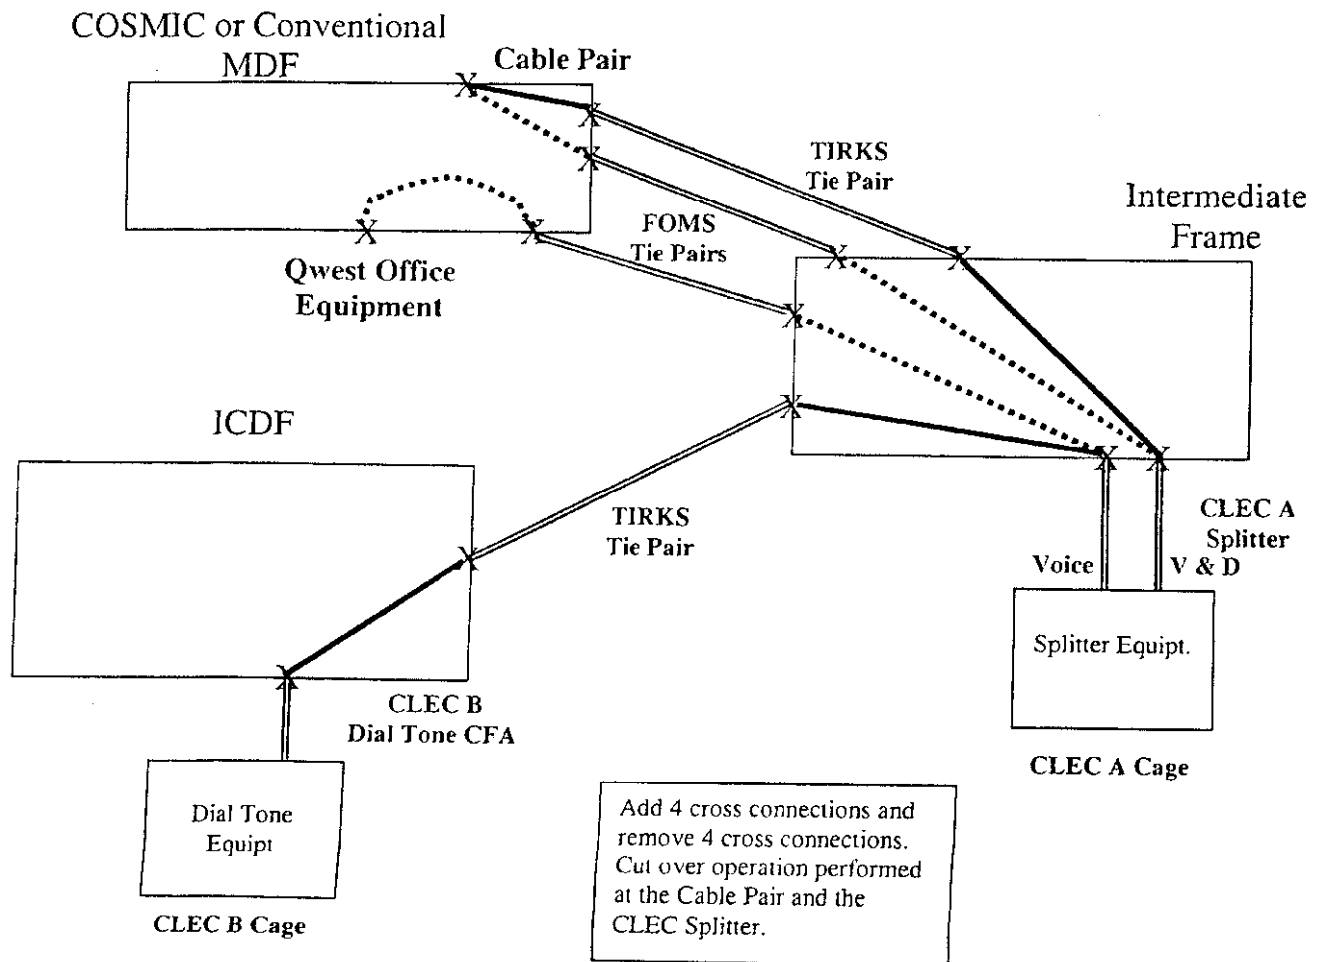 COSMIC or Conventional
MDF
Cable Pair
TIRKS
Tie Pair
Intermediate
Frame
FOMS
Tie Pairs
Qwest Office
Equipment
ICDF
TIRKS
Tie Pair
CLEC A
Splitter
Voice
V & D
Splitter Equipt.
CLEC A Cage
CLEC B
Dial Tone CFA
Dial Tone
Equipt
CLEC B Cage
Add 4 cross connections and
remove 4 cross connections.
Cut over operation performed
at the Cable Pair and the
CLEC Splitter.